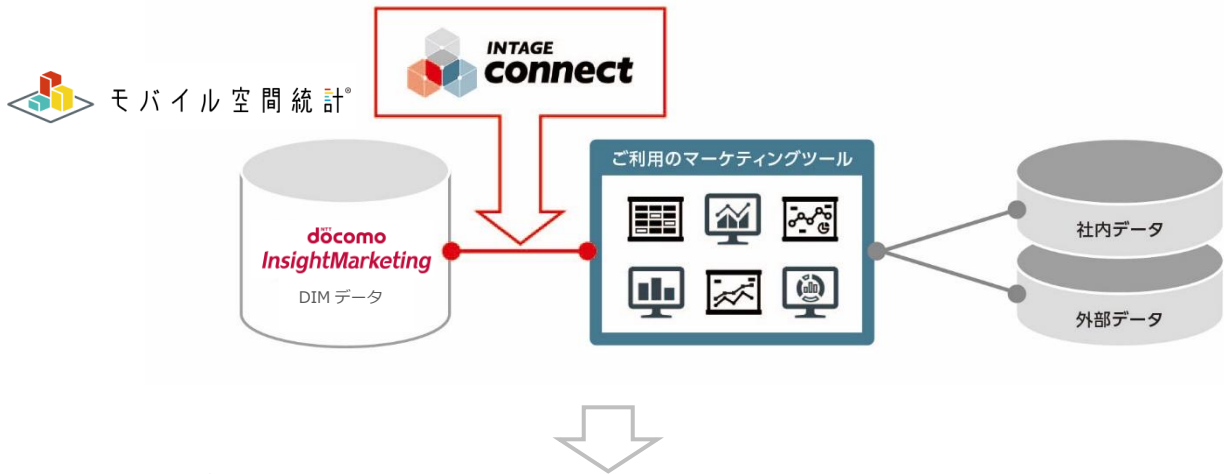 INTAGE
connect
モバイル空間統計®
ご利用のマーケティングツール
NTT
döcomo
InsightMarketing
DIM データ
社内データ
外部データ